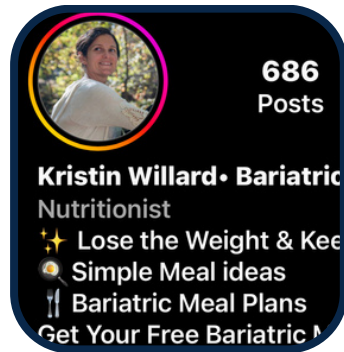 686
Posts
Kristin Willard• Bariatric
Nutritionist
✨ Lose the Weight & Kee
🍳 Simple Meal ideas
🍴 Bariatric Meal Plans
Get Your Free Bariatric M